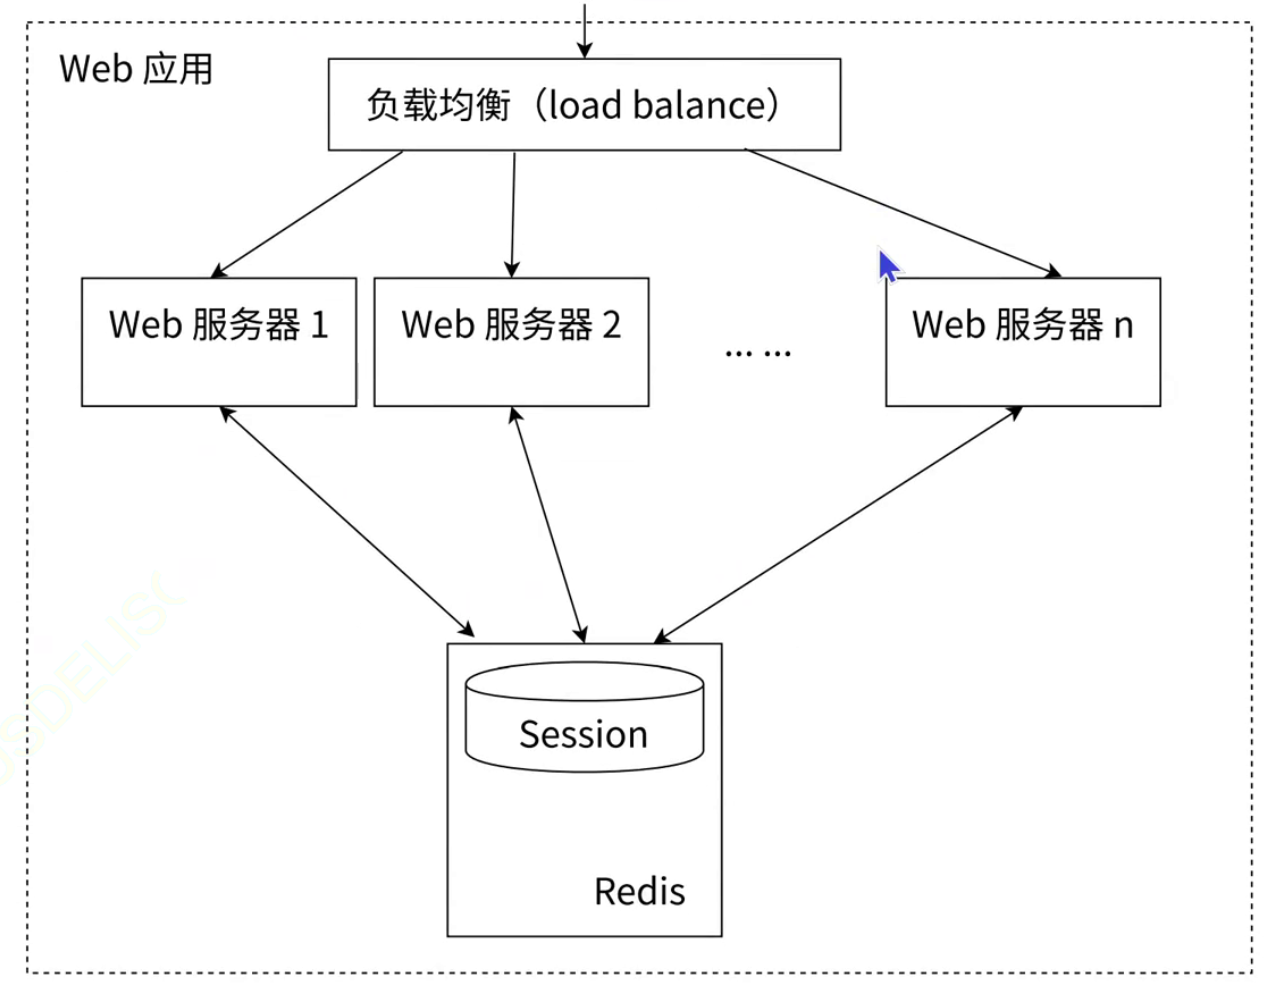 Web 应用
负载均衡（load balance）
Web 服务器 1
Web 服务器 2
... ...
Web 服务器 n
Session
Redis